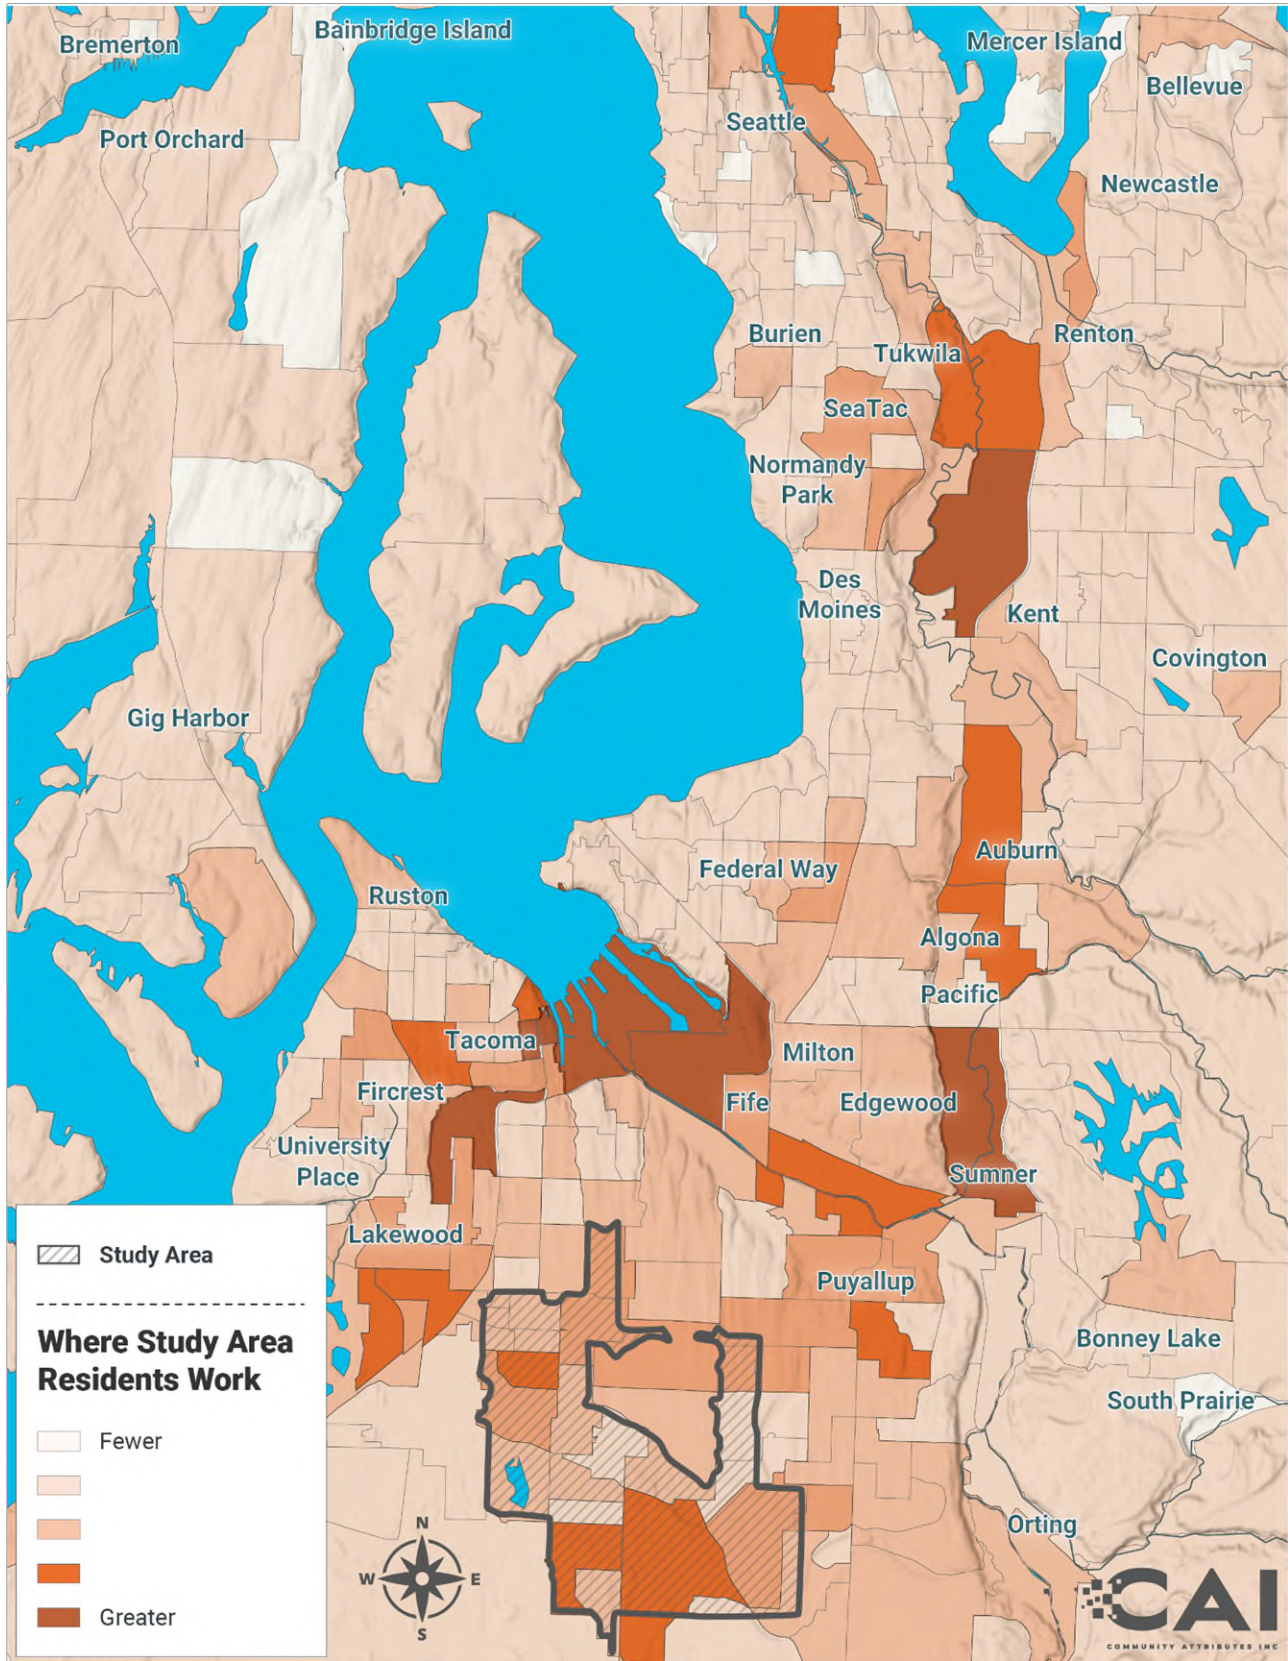 Bremerton
Bainbridge Island
Mercer Island
Bellevue
Port Orchard
Seattle
Newcastle
Burien
Tukwila
Renton
SeaTac
Normandy
Park
Des
Moines
Kent
Covington
Gig Harbor
Auburn
Federal Way
Ruston
Algona
Pacific
Tacoma
Milton
Fircrest
Fife
Edgewood
University
Place
Sumner
Lakewood
Puyallup
Bonney Lake
South Prairie
Orting
Study Area
Where Study Area
Residents Work
Fewer
Greater
N
W
E
S
CAI
COMMUNITY ATTRIBUTES INC